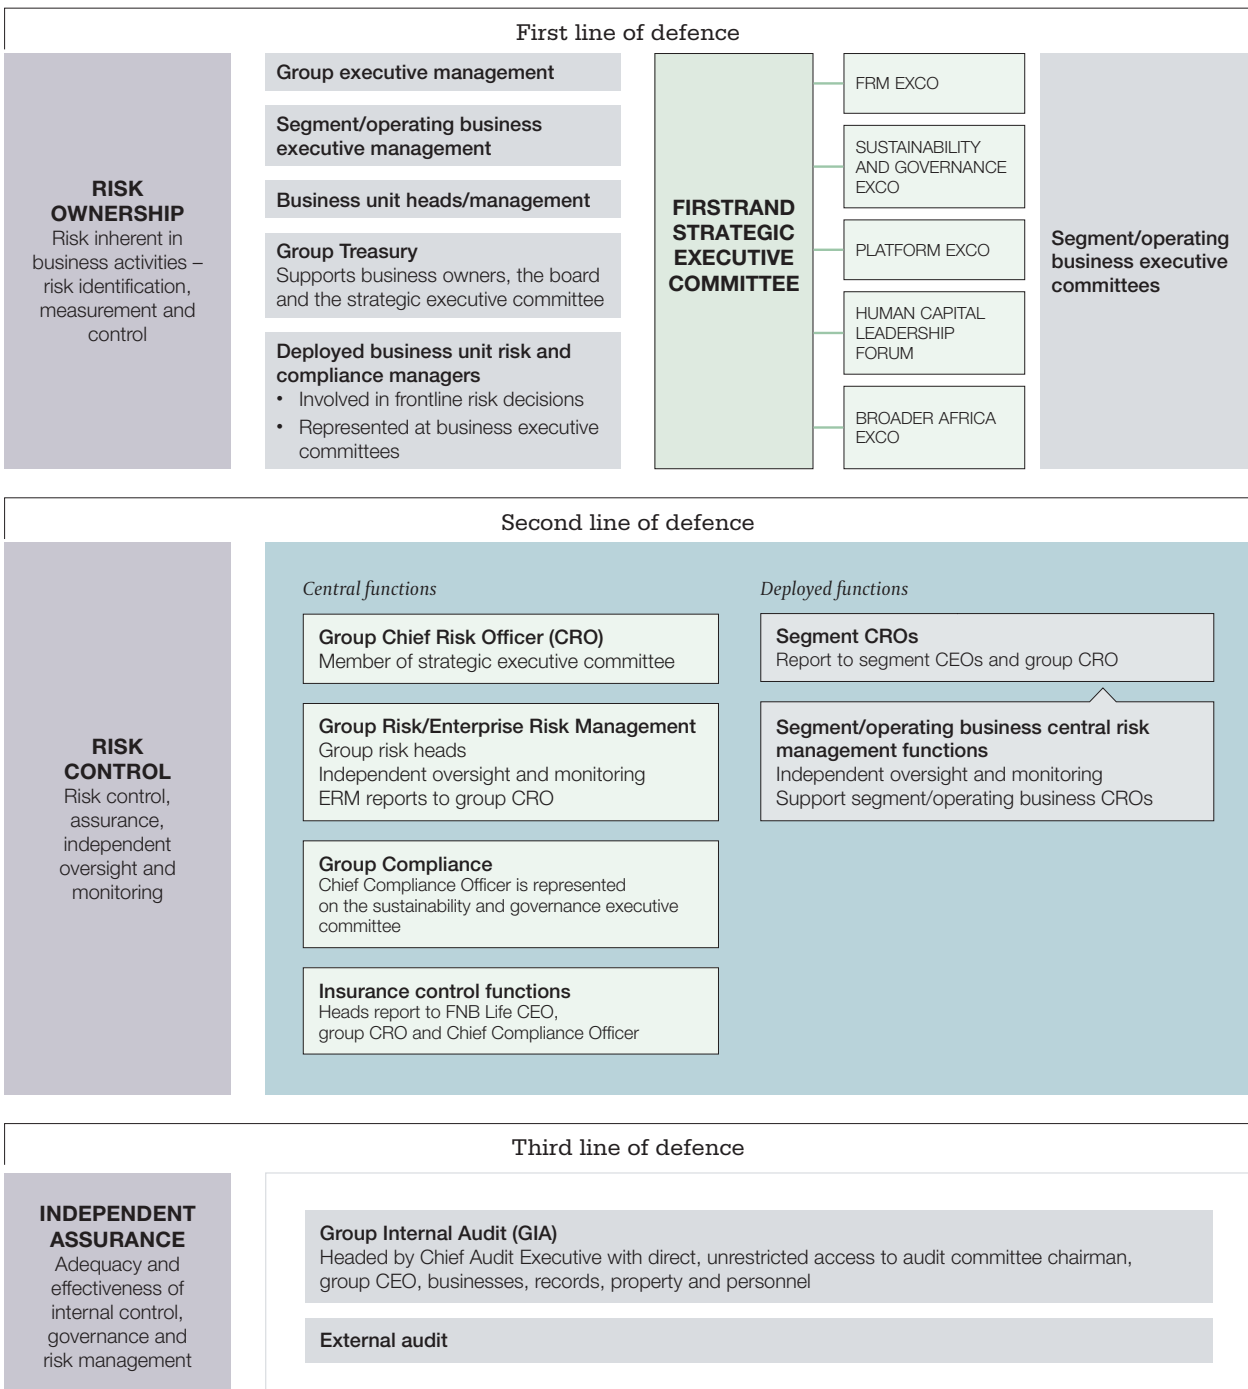 First line of defence
RISK
OWNERSHIP
Risk inherent in
business activities –
risk identification,
measurement and
control
Group executive management
Segment/operating business
executive management
Business unit heads/management
Group Treasury
Supports business owners, the board
and the strategic executive committee
Deployed business unit risk and
compliance managers
• Involved in frontline risk decisions
• Represented at business executive
committees
FIRSTRAND
STRATEGIC
EXECUTIVE
COMMITTEE
FRM EXCO
SUSTAINABILITY
AND GOVERNANCE
EXCO
PLATFORM EXCO
HUMAN CAPITAL
LEADERSHIP
FORUM
BROADER AFRICA
EXCO
Segment/operating
business executive
committees
Second line of defence
RISK
CONTROL
Risk control,
assurance,
independent
oversight and
monitoring
Central functions
Group Chief Risk Officer (CRO)
Member of strategic executive committee
Group Risk/Enterprise Risk Management
Group risk heads
Independent oversight and monitoring
ERM reports to group CRO
Group Compliance
Chief Compliance Officer is represented
on the sustainability and governance executive
committee
Insurance control functions
Heads report to FNB Life CEO,
group CRO and Chief Compliance Officer
Deployed functions
Segment CROs
Report to segment CEOs and group CRO
Segment/operating business central risk
management functions
Independent oversight and monitoring
Support segment/operating business CROs
Third line of defence
INDEPENDENT
ASSURANCE
Adequacy and
effectiveness of
internal control,
governance and
risk management
Group Internal Audit (GIA)
Headed by Chief Audit Executive with direct, unrestricted access to audit committee chairman,
group CEO, businesses, records, property and personnel
External audit